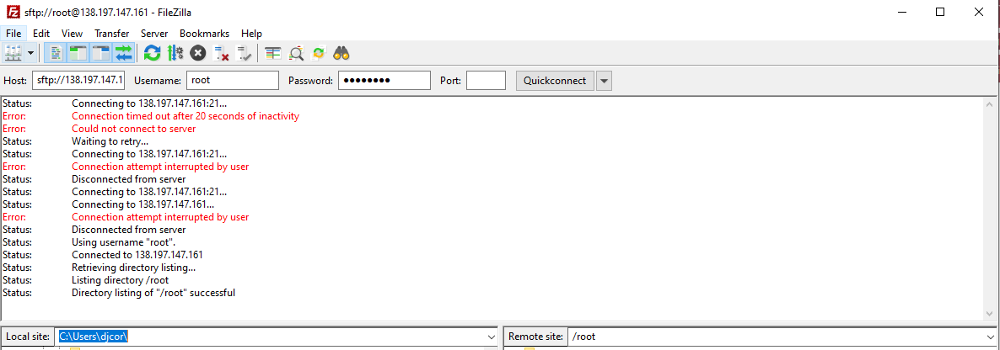 sftp://root@138.197.147.161 - FileZilla
File Edit View Transfer Server Bookmarks Help
Host: sftp://138.197.147.1 Username: root Password: ●●●●●●●● Port: Quickconnect
Status: Connecting to 138.197.147.161:21...
Error: Connection timed out after 20 seconds of inactivity
Error: Could not connect to server
Status: Waiting to retry...
Status: Connecting to 138.197.147.161:21...
Error: Connection attempt interrupted by user
Status: Disconnected from server
Status: Connecting to 138.197.147.161:21...
Status: Connecting to 138.197.147.161...
Error: Connection attempt interrupted by user
Status: Disconnected from server
Status: Using username "root".
Status: Connected to 138.197.147.161
Status: Retrieving directory listing...
Status: Listing directory /root
Status: Directory listing of "/root" successful
Local site: C:\Users\djcor\ Remote site: /root